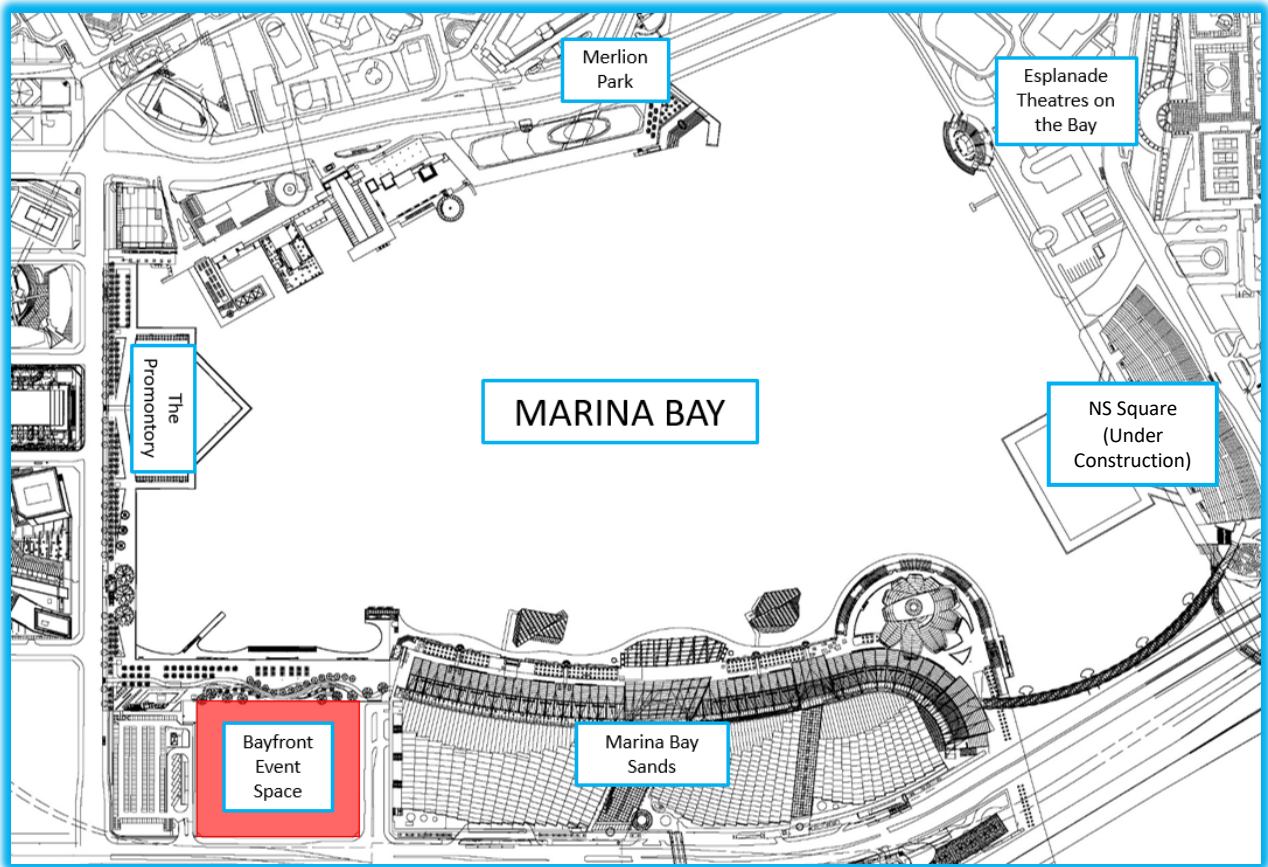 Merlion
Park
Esplanade
Theatres on
the Bay
The
Promontory
MARINA BAY
NS Square
(Under
Construction)
Bayfront
Event
Space
Marina Bay
Sands